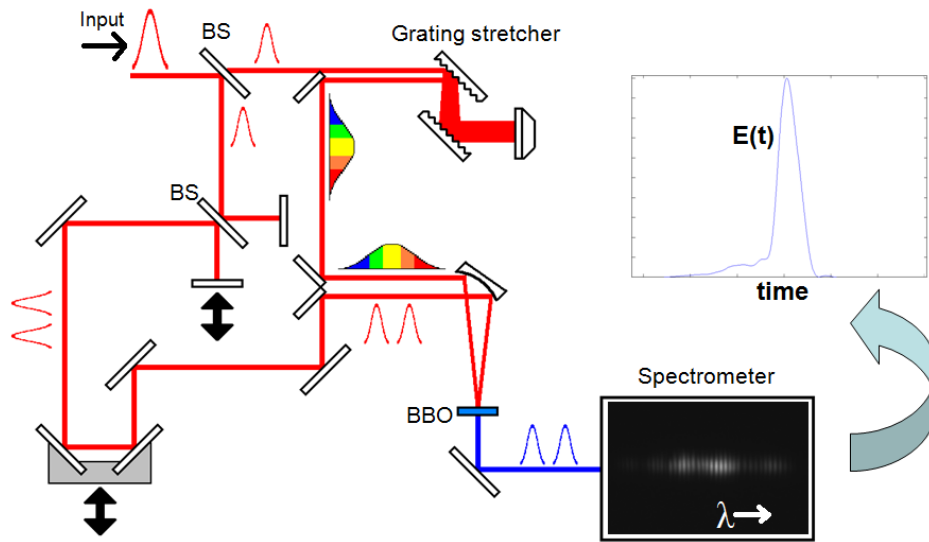 Input
BS
Grating stretcher
E(t)
BS
time
Spectrometer
BBO
λ